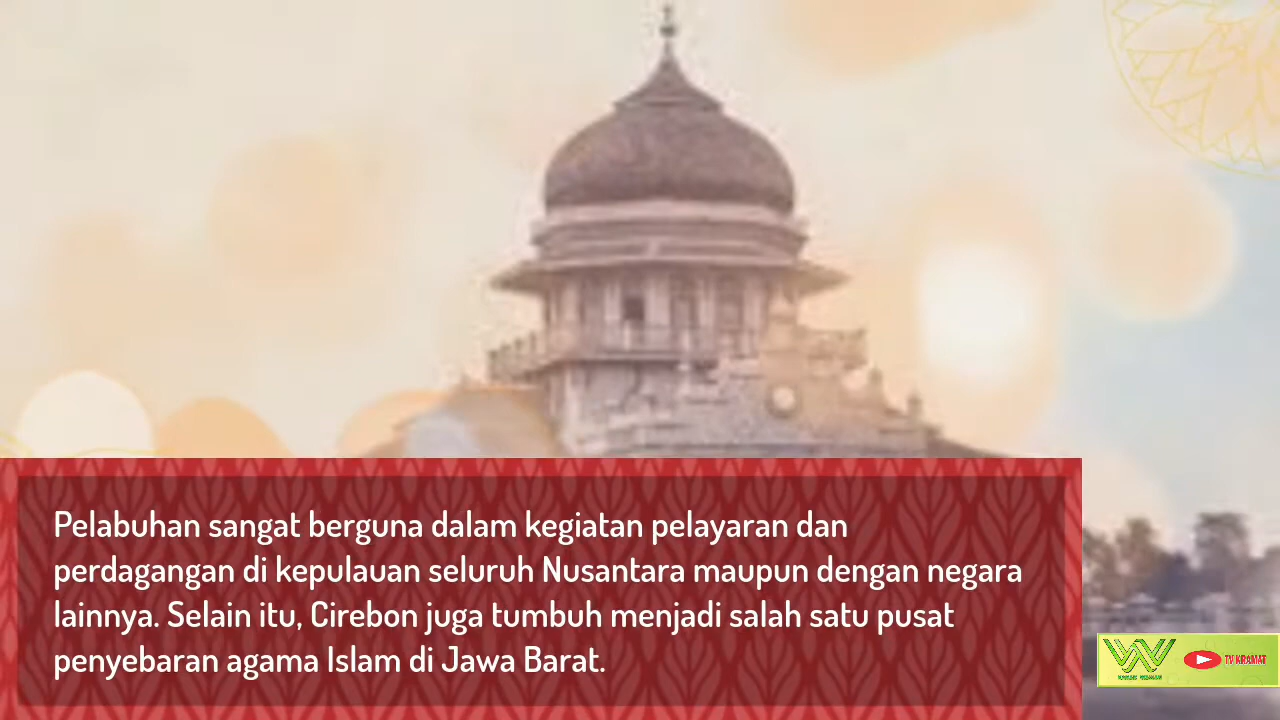 Pelabuhan sangat berguna dalam kegiatan pelayaran dan
perdagangan di kepulauan seluruh Nusantara maupun dengan negara
lainnya. Selain itu, Cirebon juga tumbuh menjadi salah satu pusat
penyebaran agama Islam di Jawa Barat.
TV KRAMAT